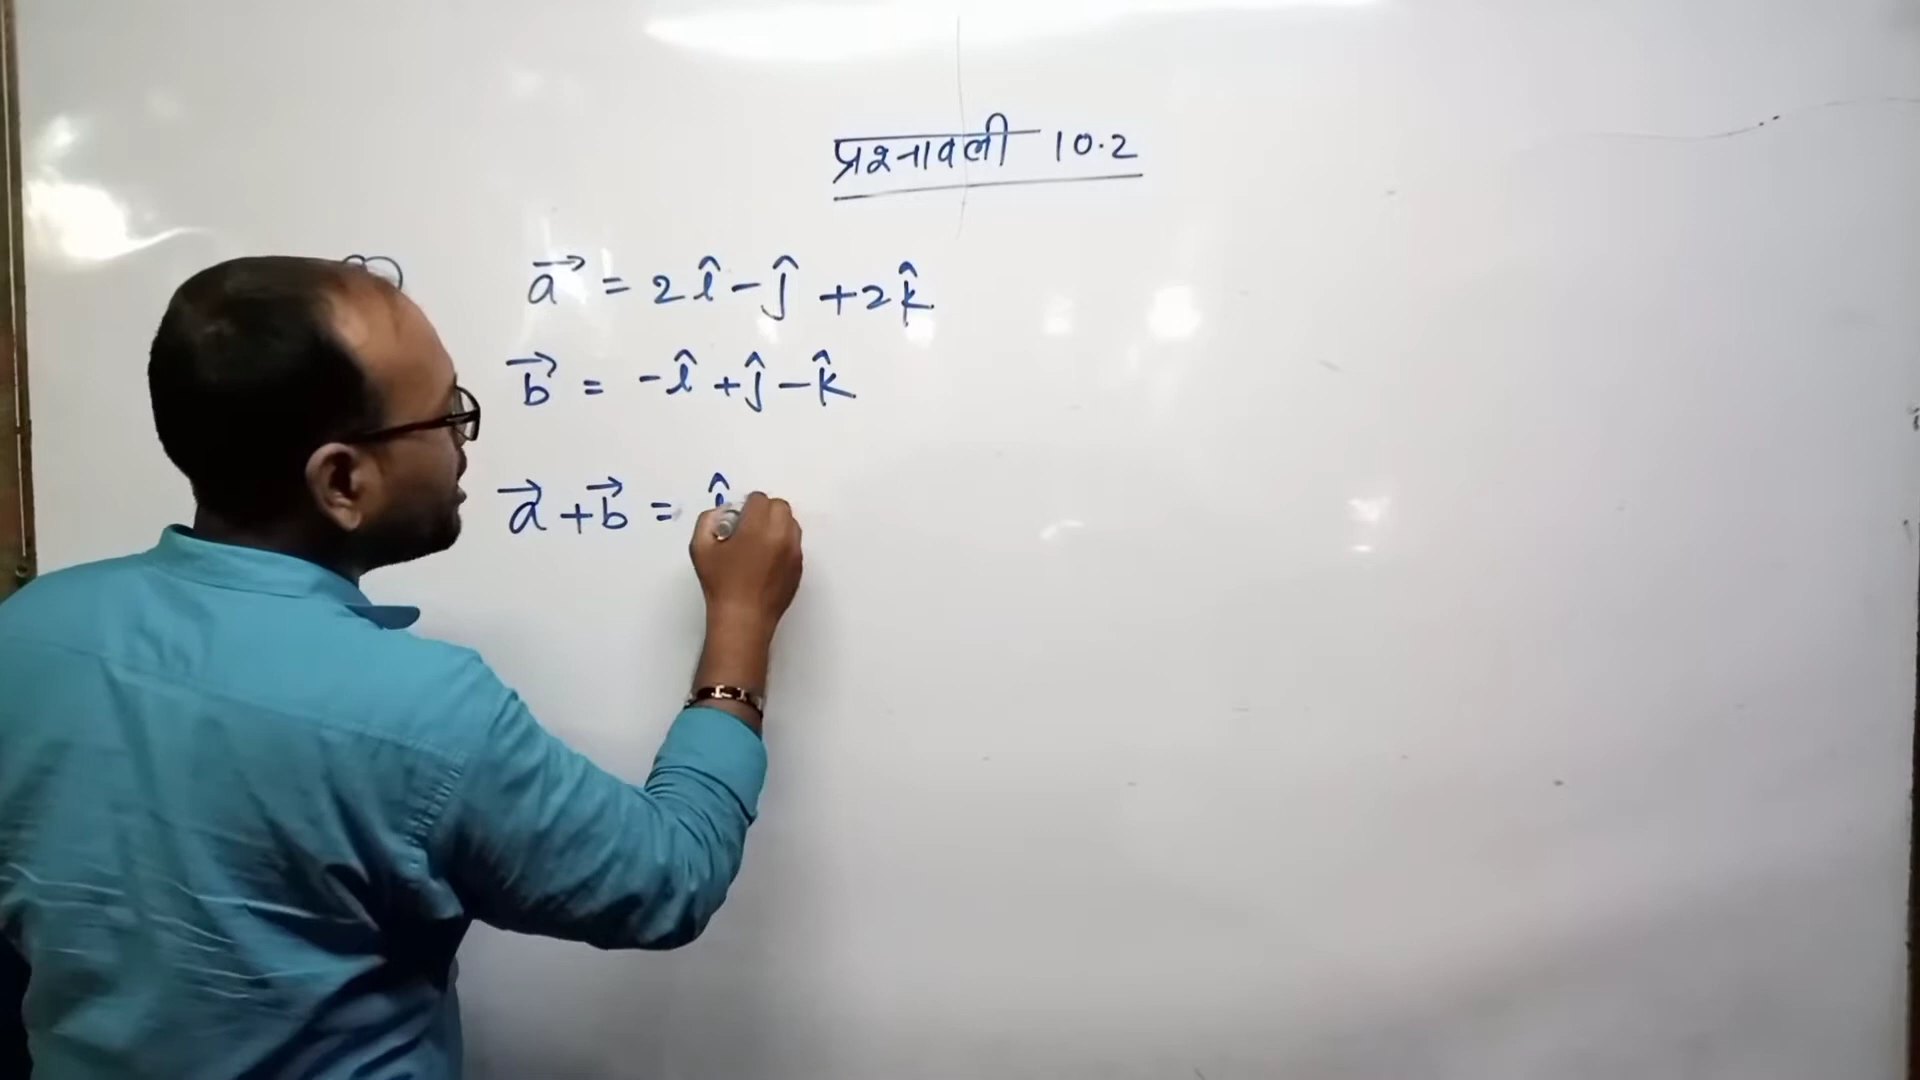 प्रश्नावली 10.2
a⃗ = 2î - ĵ + 2k̂
b⃗ = -î + ĵ - k̂
a⃗ + b⃗ = î